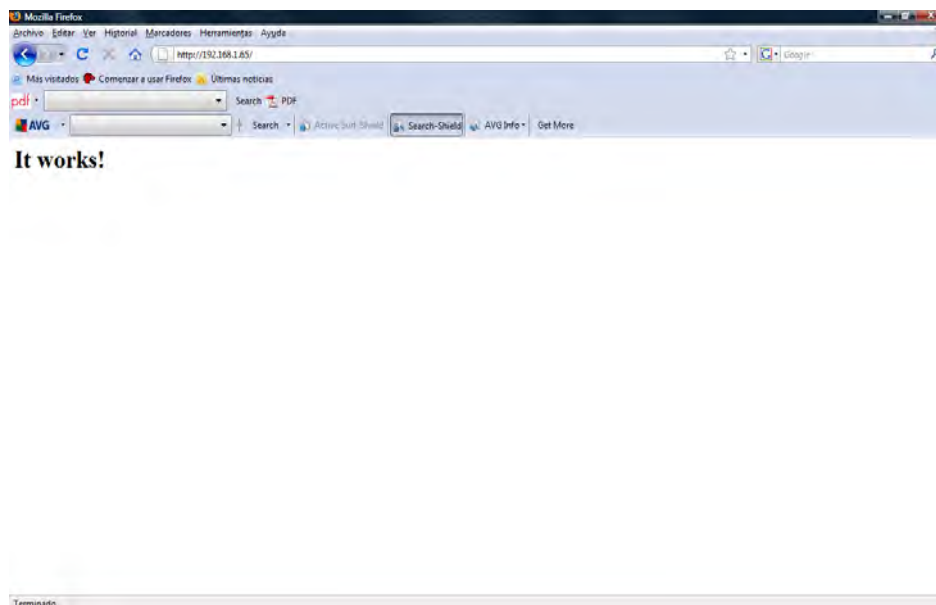 Mozilla Firefox
Archivo Editar Ver Historial Marcadores Herramientas Ayuda
http://192.168.1.65/ Google
Más visitados Comenzar a usar Firefox Últimas noticias
pdf Search PDF
AVG Search Active Surf-Shield Search-Shield AVG Info Get More
It works!
Terminado